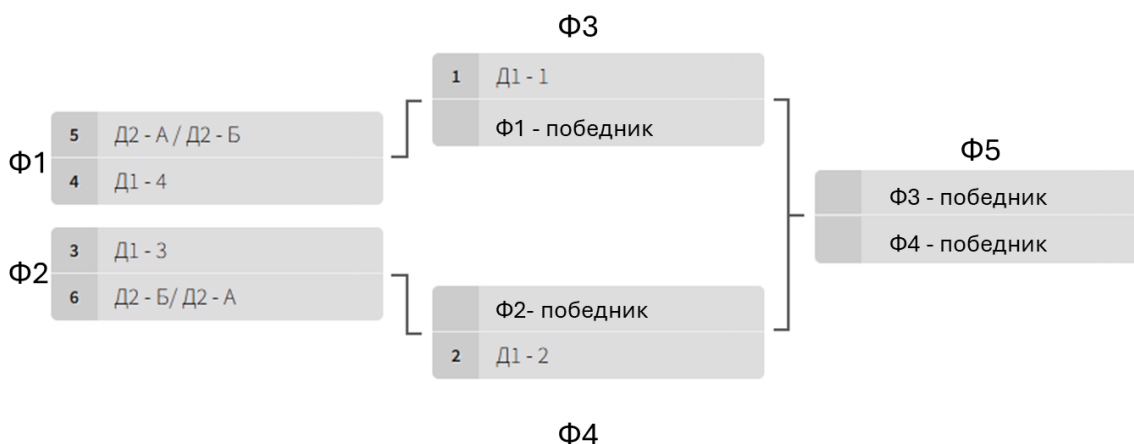 Ф3
1 Д1 - 1
Ф1 - победник
Ф1
5 Д2 - А / Д2 - Б
4 Д1 - 4
Ф2
3 Д1 - 3
6 Д2 - Б/ Д2 - А
Ф2- победник
2 Д1 - 2
Ф4
Ф5
Ф3 - победник
Ф4 - победник